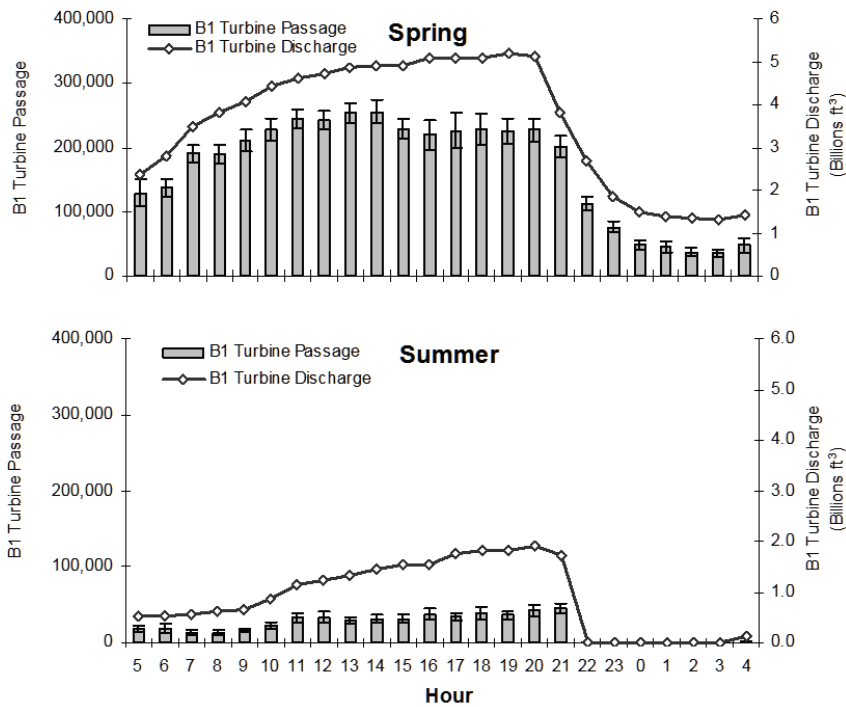 B1 Turbine Passage
B1 Turbine Discharge
Spring
400,000
300,000
200,000
100,000
0
B1 Turbine Passage
6
5
4
3
2
1
0
B1 Turbine Discharge
(Billions ft³)
B1 Turbine Passage
B1 Turbine Discharge
Summer
400,000
300,000
200,000
100,000
0
B1 Turbine Passage
6.0
5.0
4.0
3.0
2.0
1.0
0.0
B1 Turbine Discharge
(Billions ft³)
5 6 7 8 9 10 11 12 13 14 15 16 17 18 19 20 21 22 23 0 1 2 3 4
Hour